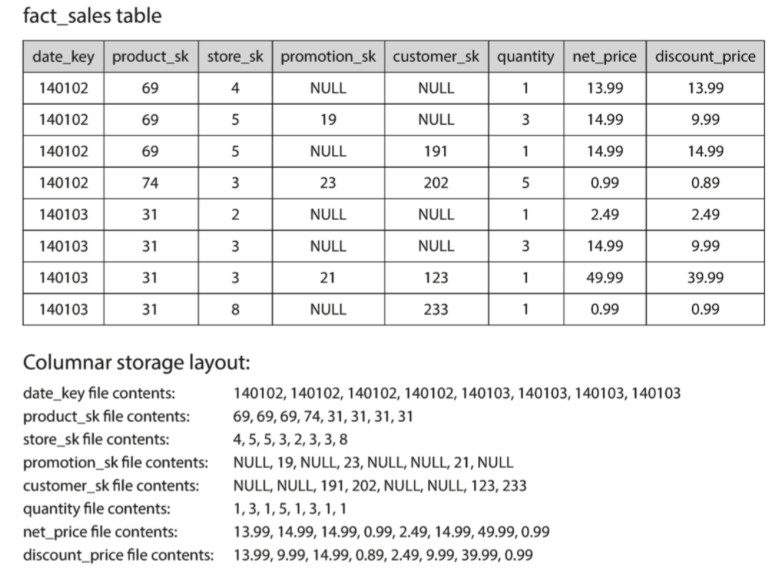 fact_sales table
date_key product_sk store_sk promotion_sk customer_sk quantity net_price discount_price
140102 69 4 NULL NULL 1 13.99 13.99
140102 69 5 19 NULL 3 14.99 9.99
140102 69 5 NULL 191 1 14.99 14.99
140102 74 3 23 202 5 0.99 0.89
140103 31 2 NULL NULL 1 2.49 2.49
140103 31 3 NULL NULL 3 14.99 9.99
140103 31 3 21 123 1 49.99 39.99
140103 31 8 NULL 233 1 0.99 0.99
Columnar storage layout:
date_key file contents: 140102, 140102, 140102, 140102, 140103, 140103, 140103, 140103
product_sk file contents: 69, 69, 69, 74, 31, 31, 31, 31
store_sk file contents: 4, 5, 5, 3, 2, 3, 3, 8
promotion_sk file contents: NULL, 19, NULL, 23, NULL, NULL, 21, NULL
customer_sk file contents: NULL, NULL, 191, 202, NULL, NULL, 123, 233
quantity file contents: 1, 3, 1, 5, 1, 3, 1, 1
net_price file contents: 13.99, 14.99, 14.99, 0.99, 2.49, 14.99, 49.99, 0.99
discount_price file contents: 13.99, 9.99, 14.99, 0.89, 2.49, 9.99, 39.99, 0.99